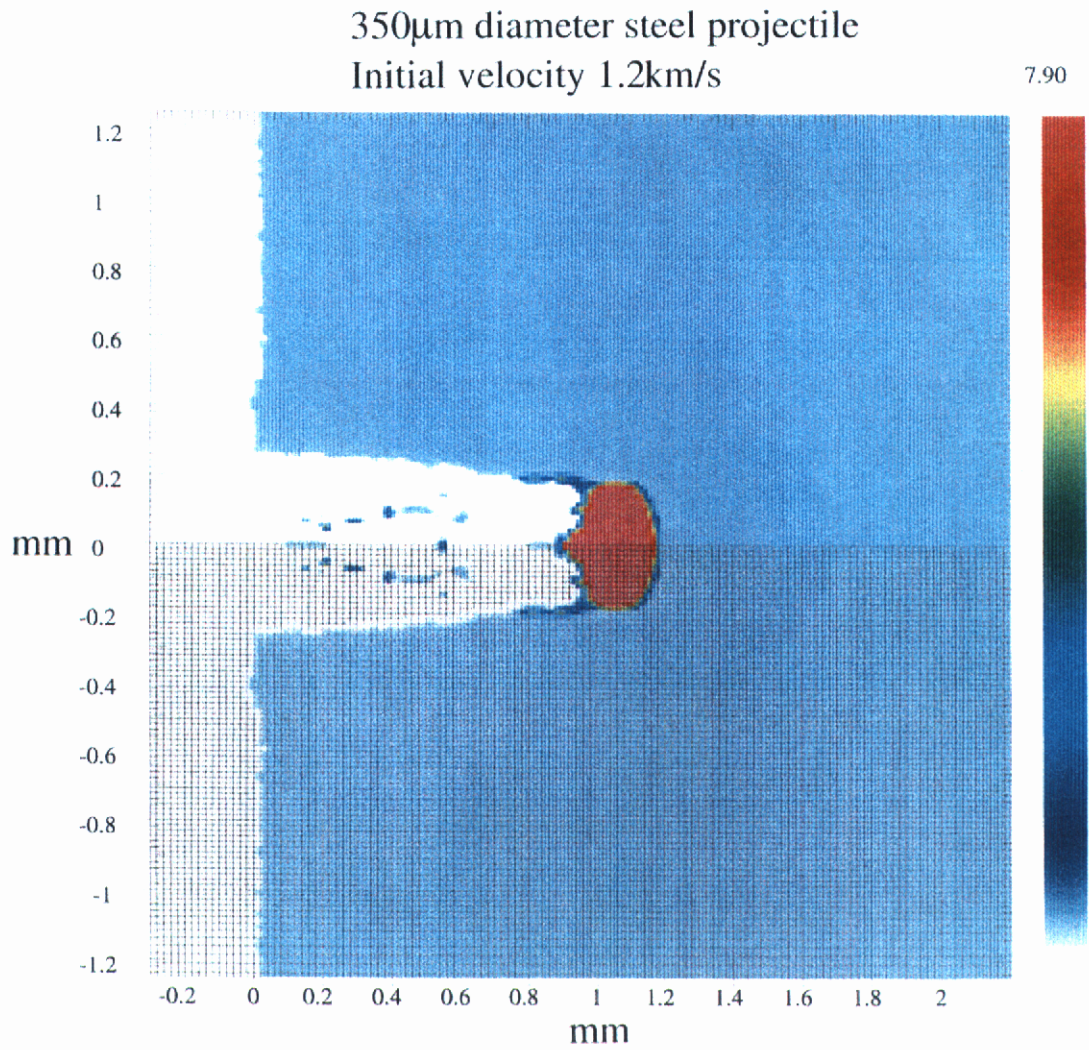 350μm diameter steel projectile
Initial velocity 1.2km/s
7.90
1.2
1
0.8
0.6
0.4
0.2
mm 0
-0.2
-0.4
-0.6
-0.8
-1
-1.2
-0.2 0 0.2 0.4 0.6 0.8 1 1.2 1.4 1.6 1.8 2
mm